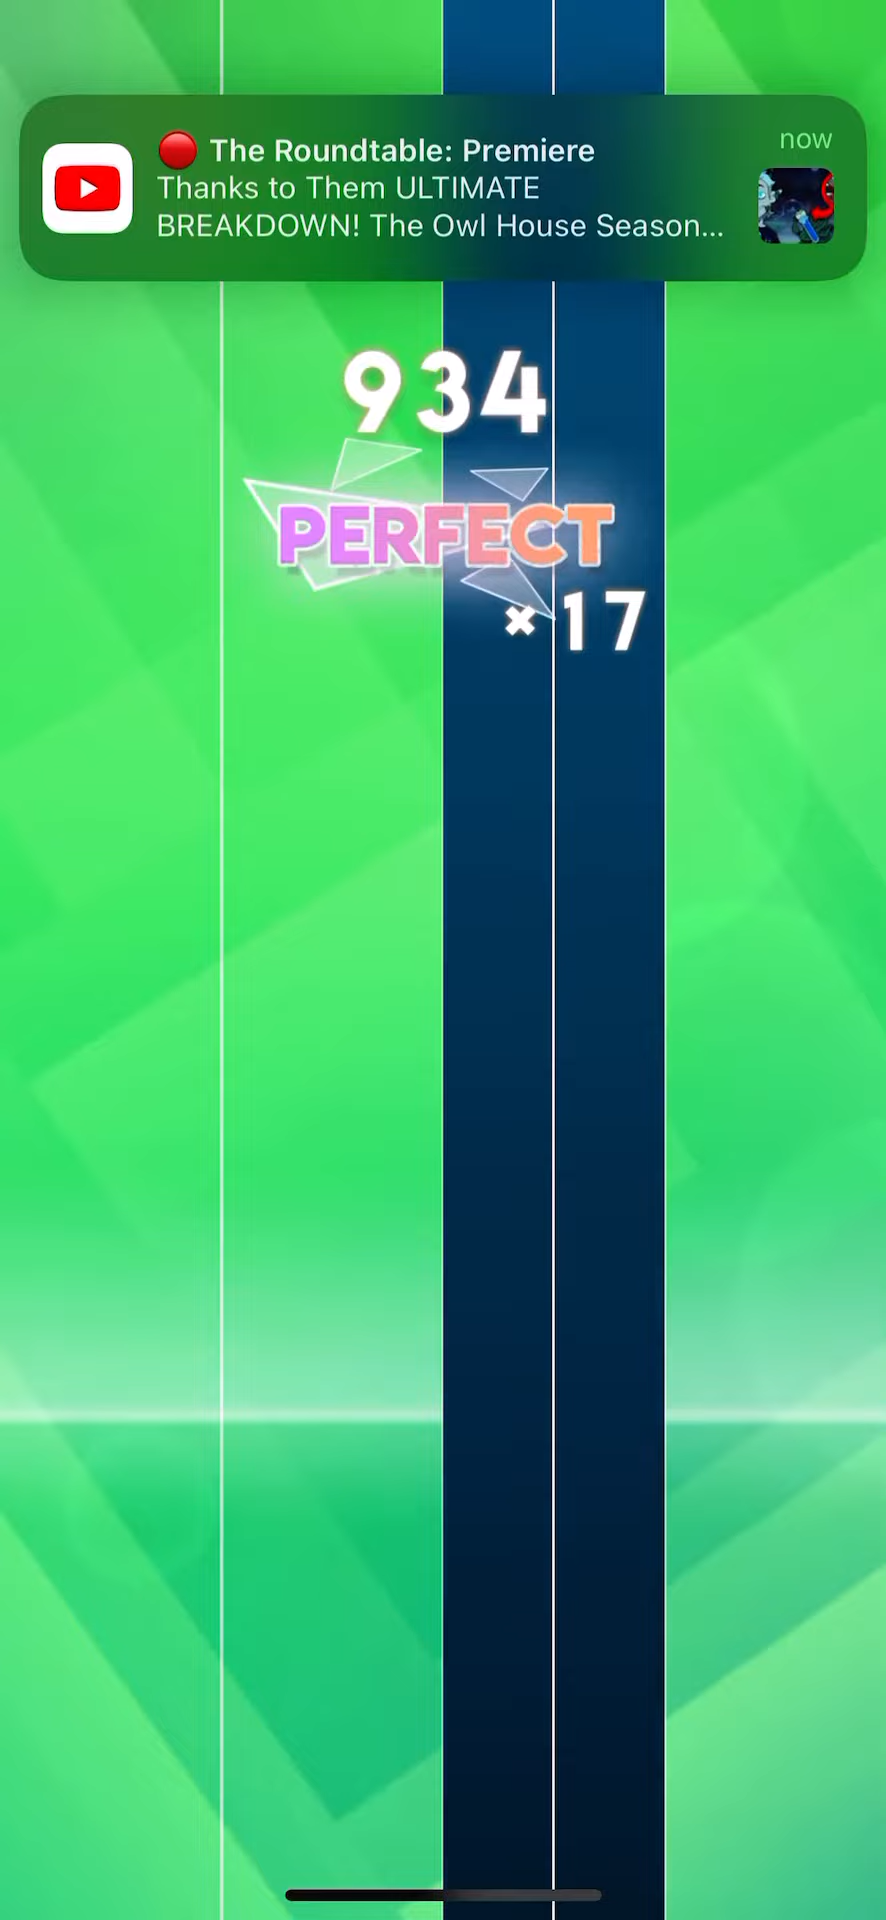 🔴 The Roundtable: Premiere
now
Thanks to Them ULTIMATE
BREAKDOWN! The Owl House Season...
934
PERFECT
×17